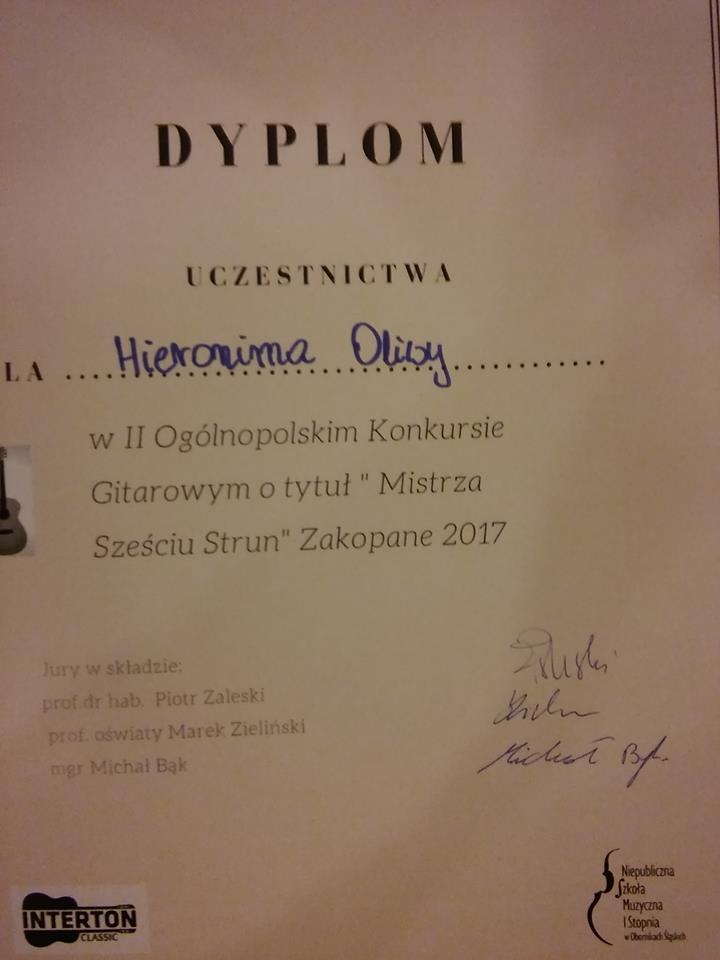 DYPLOM
UCZESTNICTWA
LA ....Hieronima Oliwy............
w II Ogólnopolskim Konkursie
Gitarowym o tytuł " Mistrza
Sześciu Strun" Zakopane 2017
Jury w składzie:
prof.dr hab. Piotr Zaleski
prof. oświaty Marek Zieliński
mgr Michał Bąk
Michał Bąk
INTERTON
CLASSIC
Niepubliczna
Szkoła
Muzyczna
I Stopnia
w Obornikach Śląskich